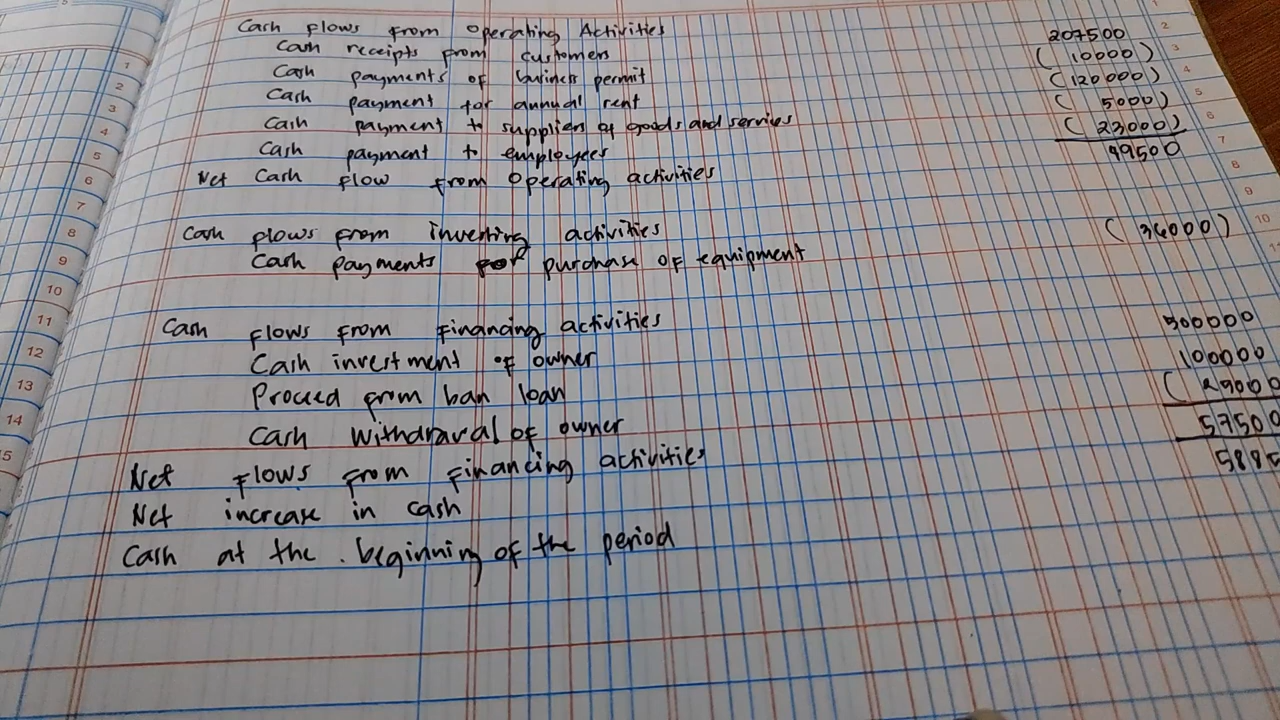 Cash flows from Operating Activities
Cash receipts from customers 207500
Cash payments of business permit ( 10000 )
Cash payment for annual rent ( 120000 )
Cash payment to suppliers of goods and services ( 5000 )
Cash payment to employees ( 23000 )
Net Cash flow from Operating activities 49500
Cash flows from investing activities
Cash payments for purchase of equipment ( 36000 )
Cash flows from financing activities
Cash investment of owner 500000
Proceed from ban loan 100000
Cash withdraval of owner
Net flows from financing activities 57500
Net increase in cash
Cash at the . beginning of the period